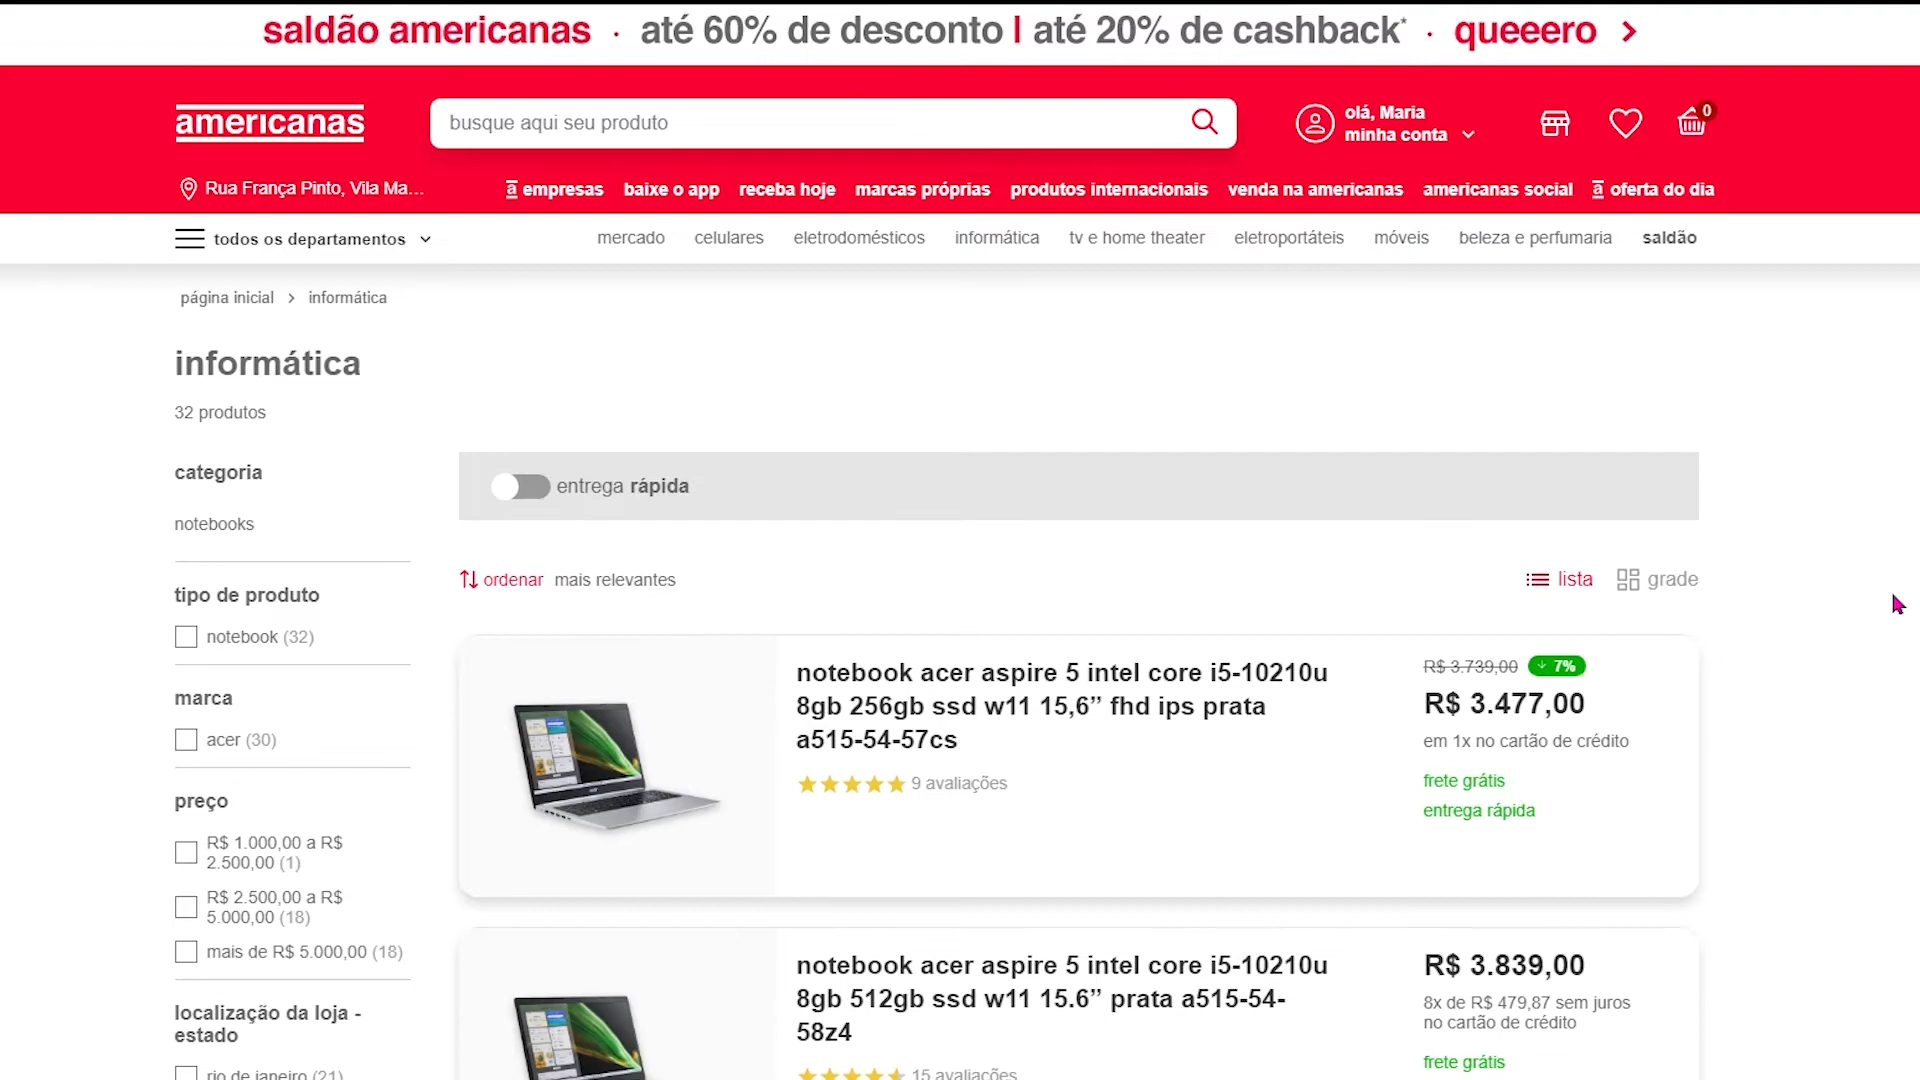 saldão americanas · até 60% de desconto | até 20% de cashback* · queeero
americanas
busque aqui seu produto
olá, Maria
minha conta
0
Rua França Pinto, Vila Ma...
a empresas baixe o app receba hoje marcas próprias produtos internacionais venda na americanas americanas social a oferta do dia
todos os departamentos
mercado celulares eletrodomésticos informática tv e home theater eletroportáteis móveis beleza e perfumaria saldão
página inicial > informática
informática
32 produtos
categoria
notebooks
tipo de produto
notebook (32)
marca
acer (30)
preço
R$ 1.000,00 a R$
2.500,00 (1)
R$ 2.500,00 a R$
5.000,00 (18)
mais de R$ 5.000,00 (18)
localização da loja -
estado
rio de janeiro (21)
entrega rápida
ordenar mais relevantes
lista grade
notebook acer aspire 5 intel core i5-10210u
8gb 256gb ssd w11 15,6” fhd ips prata
a515-54-57cs
9 avaliações
R$ 3.739,00 7%
R$ 3.477,00
em 1x no cartão de crédito
frete grátis
entrega rápida
notebook acer aspire 5 intel core i5-10210u
8gb 512gb ssd w11 15.6” prata a515-54-
58z4
15 avaliações
R$ 3.839,00
8x de R$ 479,87 sem juros
no cartão de crédito
frete grátis